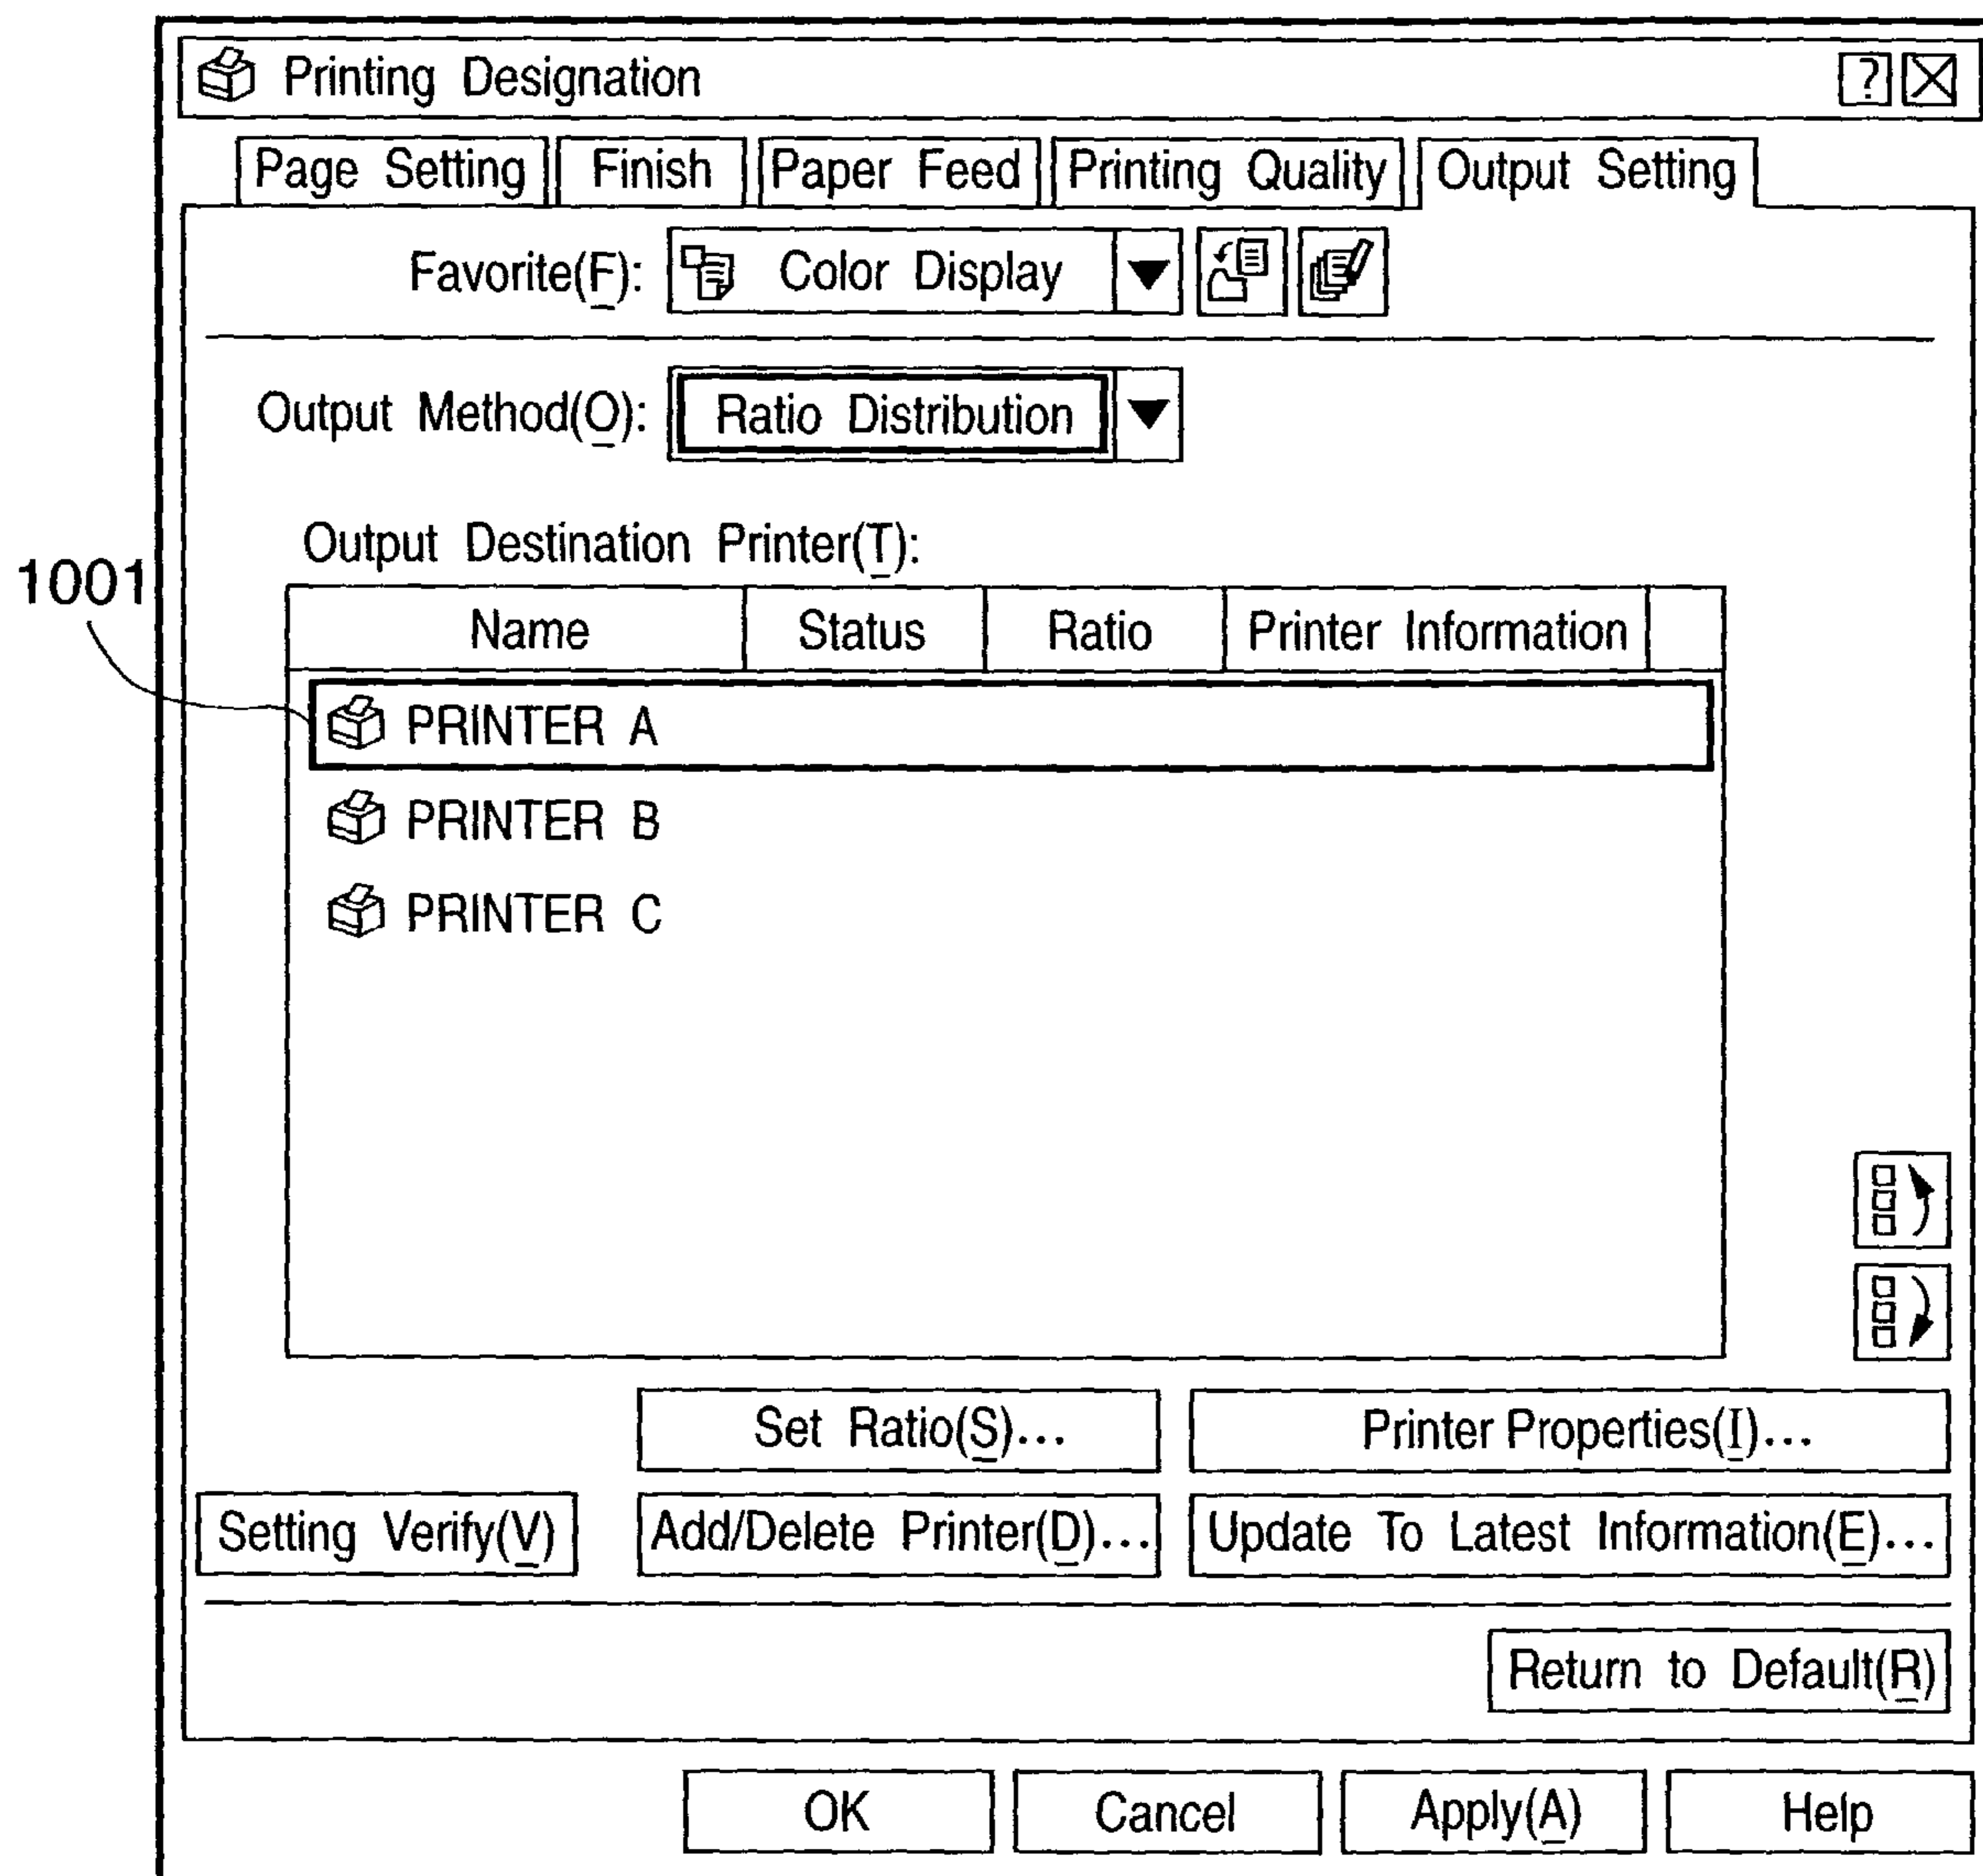 Printing Designation ?
Page Setting Finish Paper Feed Printing Quality Output Setting
Favorite(F): Color Display
Output Method(O): Ratio Distribution
Output Destination Printer(T):
1001
Name Status Ratio Printer Information
PRINTER A
PRINTER B
PRINTER C
Set Ratio(S)... Printer Properties(I)...
Setting Verify(V) Add/Delete Printer(D)... Update To Latest Information(E)...
Return to Default(R)
OK Cancel Apply(A) Help